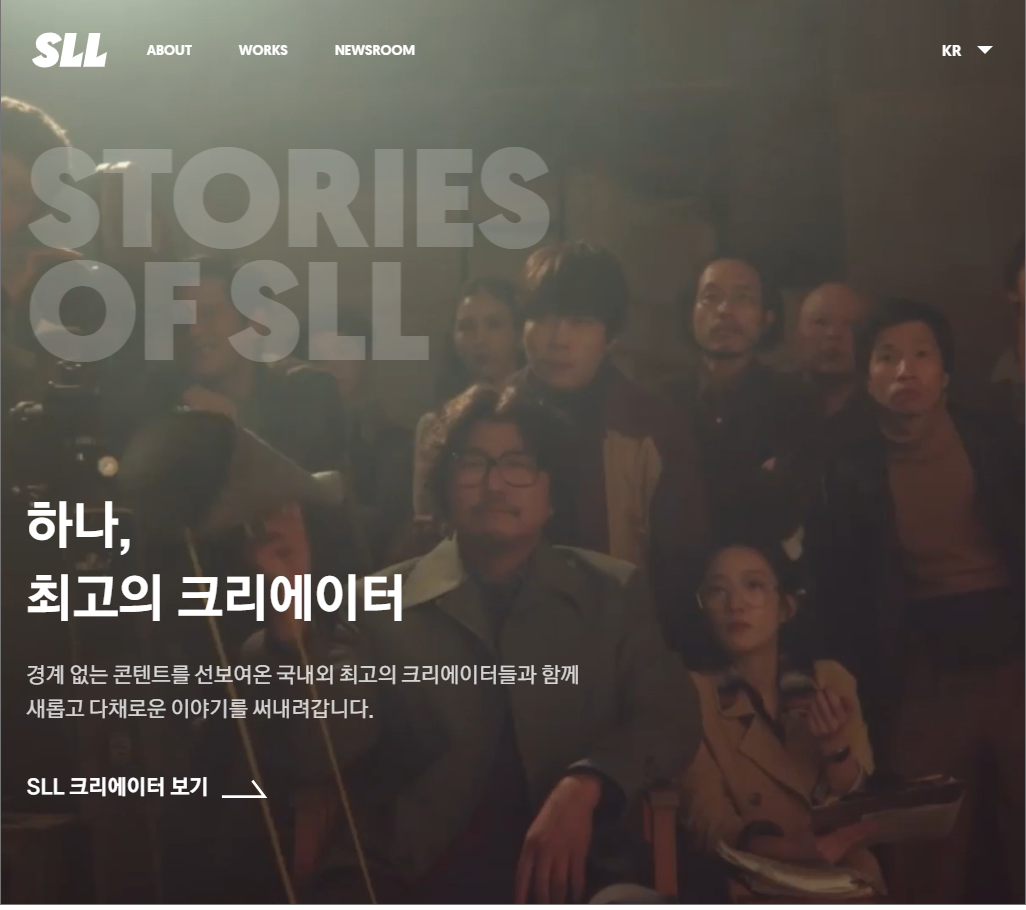 SLL
ABOUT
WORKS
NEWSROOM
KR
STORIES
OF SLL
하나,
최고의 크리에이터
경계 없는 콘텐트를 선보여온 국내외 최고의 크리에이터들과 함께
새롭고 다채로운 이야기를 써내려갑니다.
SLL 크리에이터 보기